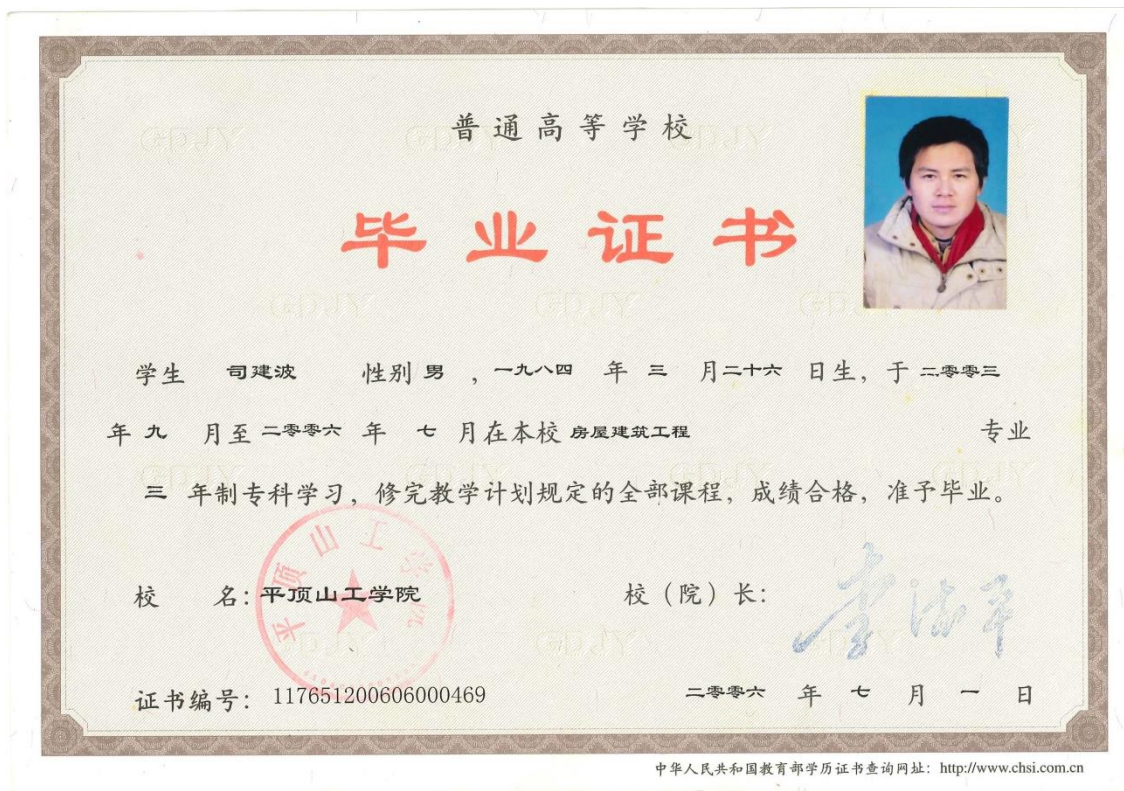 普通高等学校
毕业证书
学生 司建波 性别 男 ，一九八四 年 三 月二十六 日生，于 二零零三
年 九 月至 二零零六 年 七 月在本校 房屋建筑工程 专业
三 年制专科学习，修完教学计划规定的全部课程，成绩合格，准予毕业。
平顶山工学院
校 名：平顶山工学院 校（院）长：
证书编号：117651200606000469 二零零六 年 七 月 一 日
中华人民共和国教育部学历证书查询网址：http://www.chsi.com.cn
GDJY